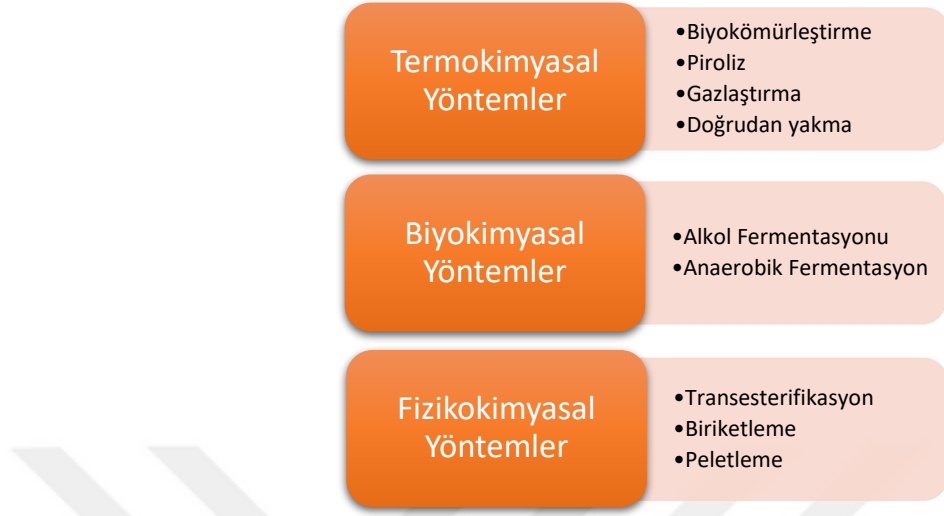 Termokimyasal
Yöntemler
•Biyokömürleştirme
•Piroliz
•Gazlaştırma
•Doğrudan yakma
Biyokimyasal
Yöntemler
•Alkol Fermentasyonu
•Anaerobik Fermentasyon
Fizikokimyasal
Yöntemler
•Transesterifikasyon
•Biriketleme
•Peletleme